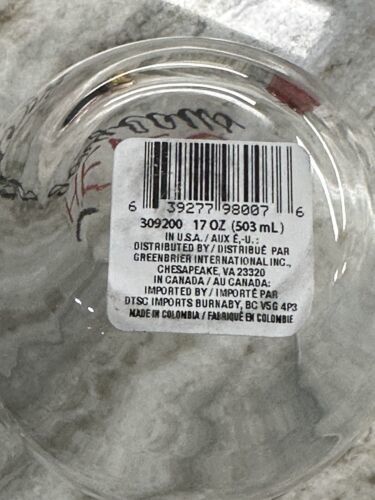 6 39277 98007 6
309200 17 OZ (503 mL)
IN U.S.A. / AUX É,-U. :
DISTRIBUTED BY / DISTRIBUÉ PAR
GREENBRIER INTERNATIONAL INC.,
CHESAPEAKE, VA 23320
IN CANADA / AU CANADA:
IMPORTED BY / IMPORTÉ PAR
DTSC IMPORTS BURNABY, BC V5G 4P3
MADE IN COLOMBIA / FABRIQUÉ EN COLOMBIE